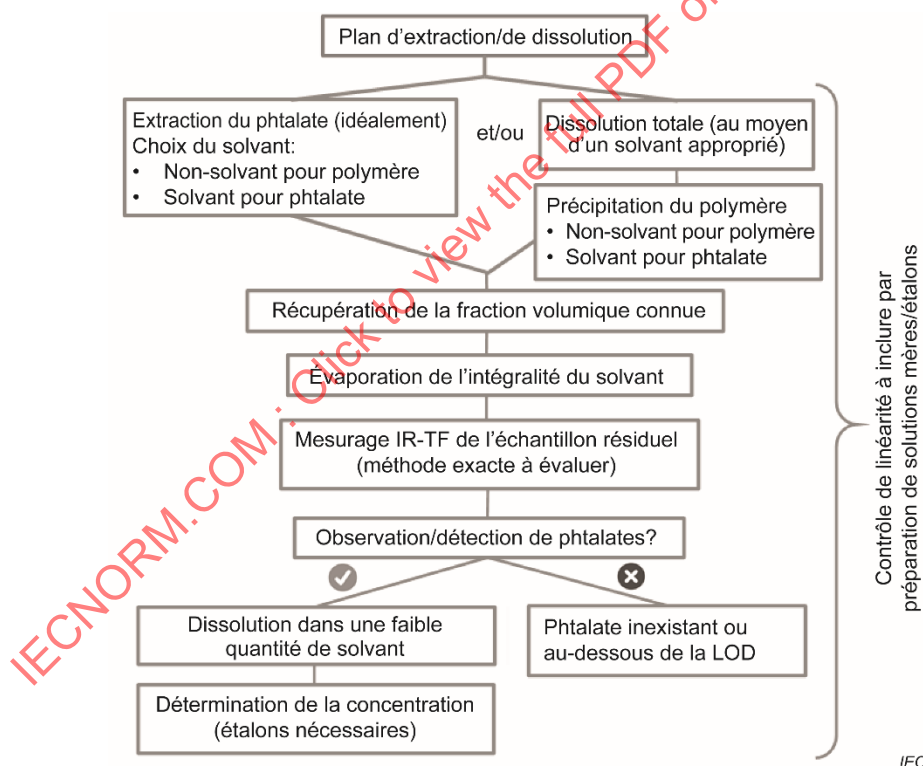 Plan d'extraction/de dissolution
Extraction du phtalate (idéalement)
Choix du solvant:
• Non-solvant pour polymère
• Solvant pour phtalate
et/ou
Dissolution totale (au moyen
d'un solvant approprié)
Précipitation du polymère
• Non-solvant pour polymère
• Solvant pour phtalate
Récupération de la fraction volumique connue
Évaporation de l'intégralité du solvant
Mesurage IR-TF de l'échantillon résiduel
(méthode exacte à évaluer)
Observation/détection de phtalates?
Dissolution dans une faible
quantité de solvant
Phtalate inexistant ou
au-dessous de la LOD
Détermination de la concentration
(étalons nécessaires)
Contrôle de linéarité à inclure par
préparation de solutions mères/étalons
IECNORM.COM : Click to view the full PDF of
IEC